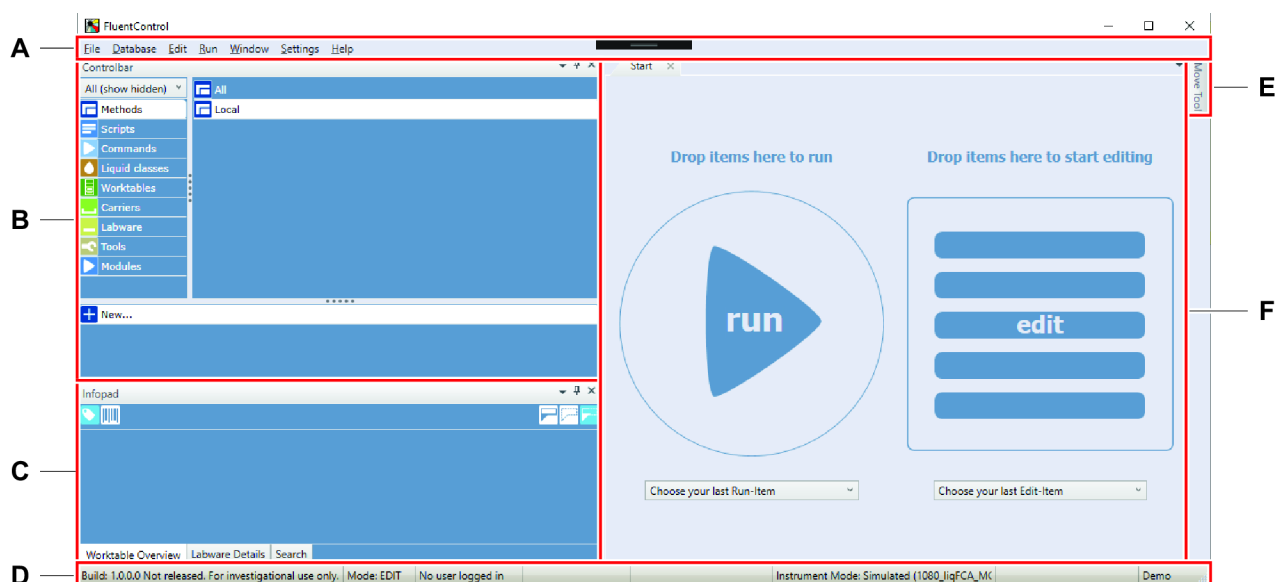 FluentControl
A
File Database Edit Run Window Settings Help
Controlbar
Start
Move Tool
E
All (show hidden)
All
Methods
Local
Scripts
Commands
Liquid classes
Worktables
Carriers
Labware
Tools
Modules
B
New...
Drop items here to run
Drop items here to start editing
run
edit
F
Choose your last Run-Item
Choose your last Edit-Item
Infopad
C
Worktable Overview Labware Details Search
D
Build: 1.0.0.0 Not released. For investigational use only. Mode: EDIT No user logged in Instrument Mode: Simulated (1080_liqFCA_MC Demo